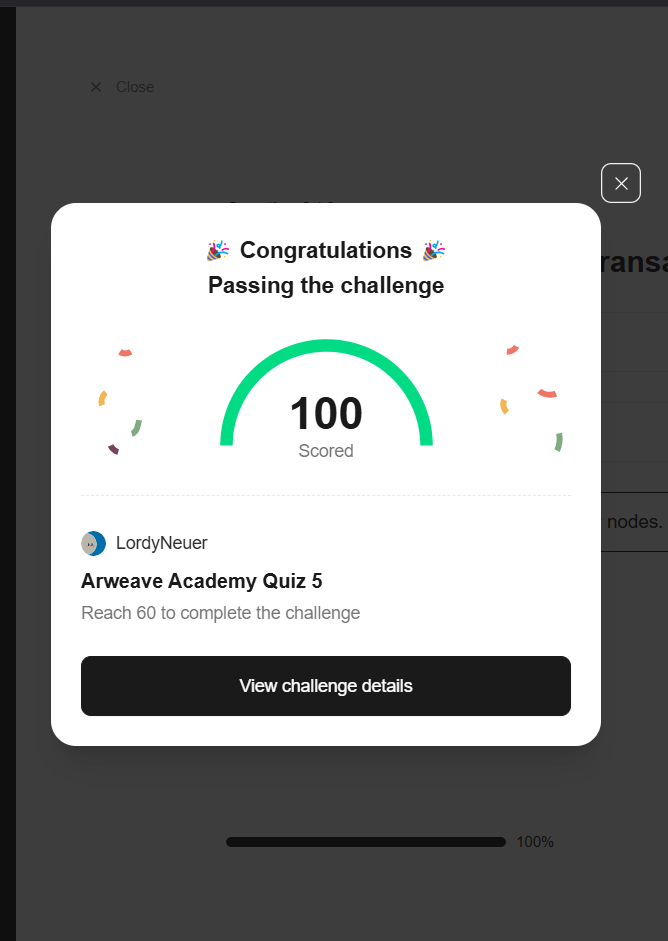 Close
Congratulations
Passing the challenge
100
Scored
nodes.
LordyNeuer
Arweave Academy Quiz 5
Reach 60 to complete the challenge
View challenge details
100%